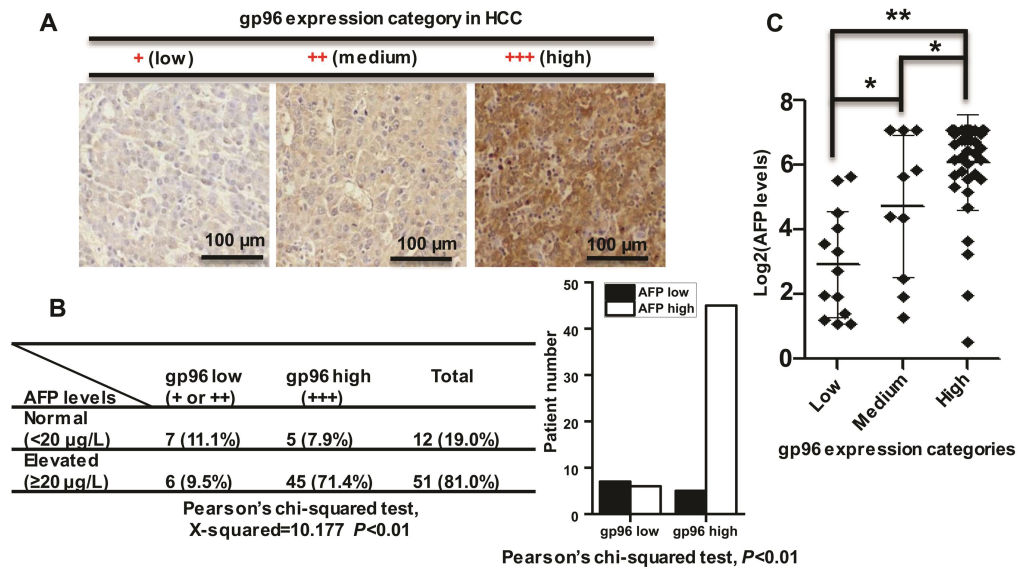 A
gp96 expression category in HCC
+ (low)
++ (medium)
+++ (high)
100 μm
100 μm
100 μm
B
AFP levels
gp96 low
(+ or ++)
gp96 high
(+++)
Total
Normal
(<20 μg/L) 7 (11.1%) 5 (7.9%) 12 (19.0%)
Elevated
(≥20 μg/L) 6 (9.5%) 45 (71.4%) 51 (81.0%)
Pearson's chi-squared test,
X-squared=10.177 P<0.01
50
40
30
20
10
0
Patient number
AFP low
AFP high
gp96 low gp96 high
Pearson's chi-squared test, P<0.01
C
**
*
*
8
6
4
2
0
Log2(AFP levels)
Low
Medium
High
gp96 expression categories